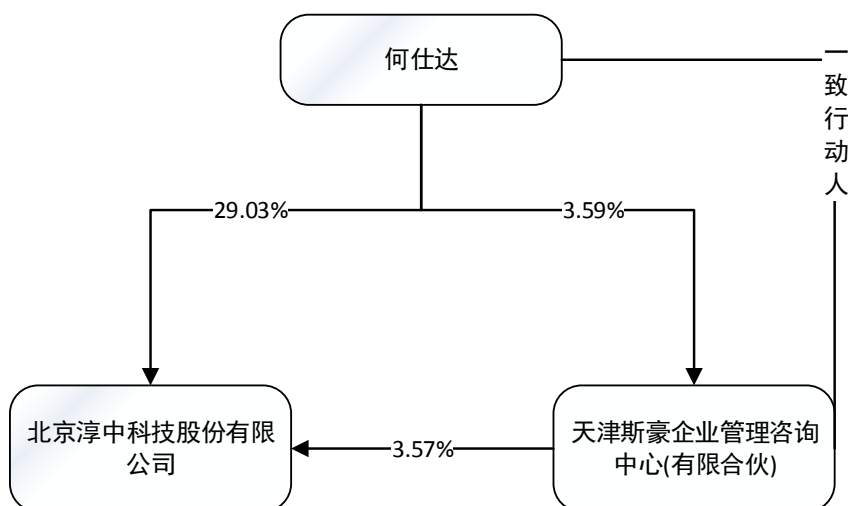 何仕达
一致行动人
29.03%
3.59%
北京淳中科技股份有限
公司
3.57%
天津斯豪企业管理咨询
中心(有限合伙)